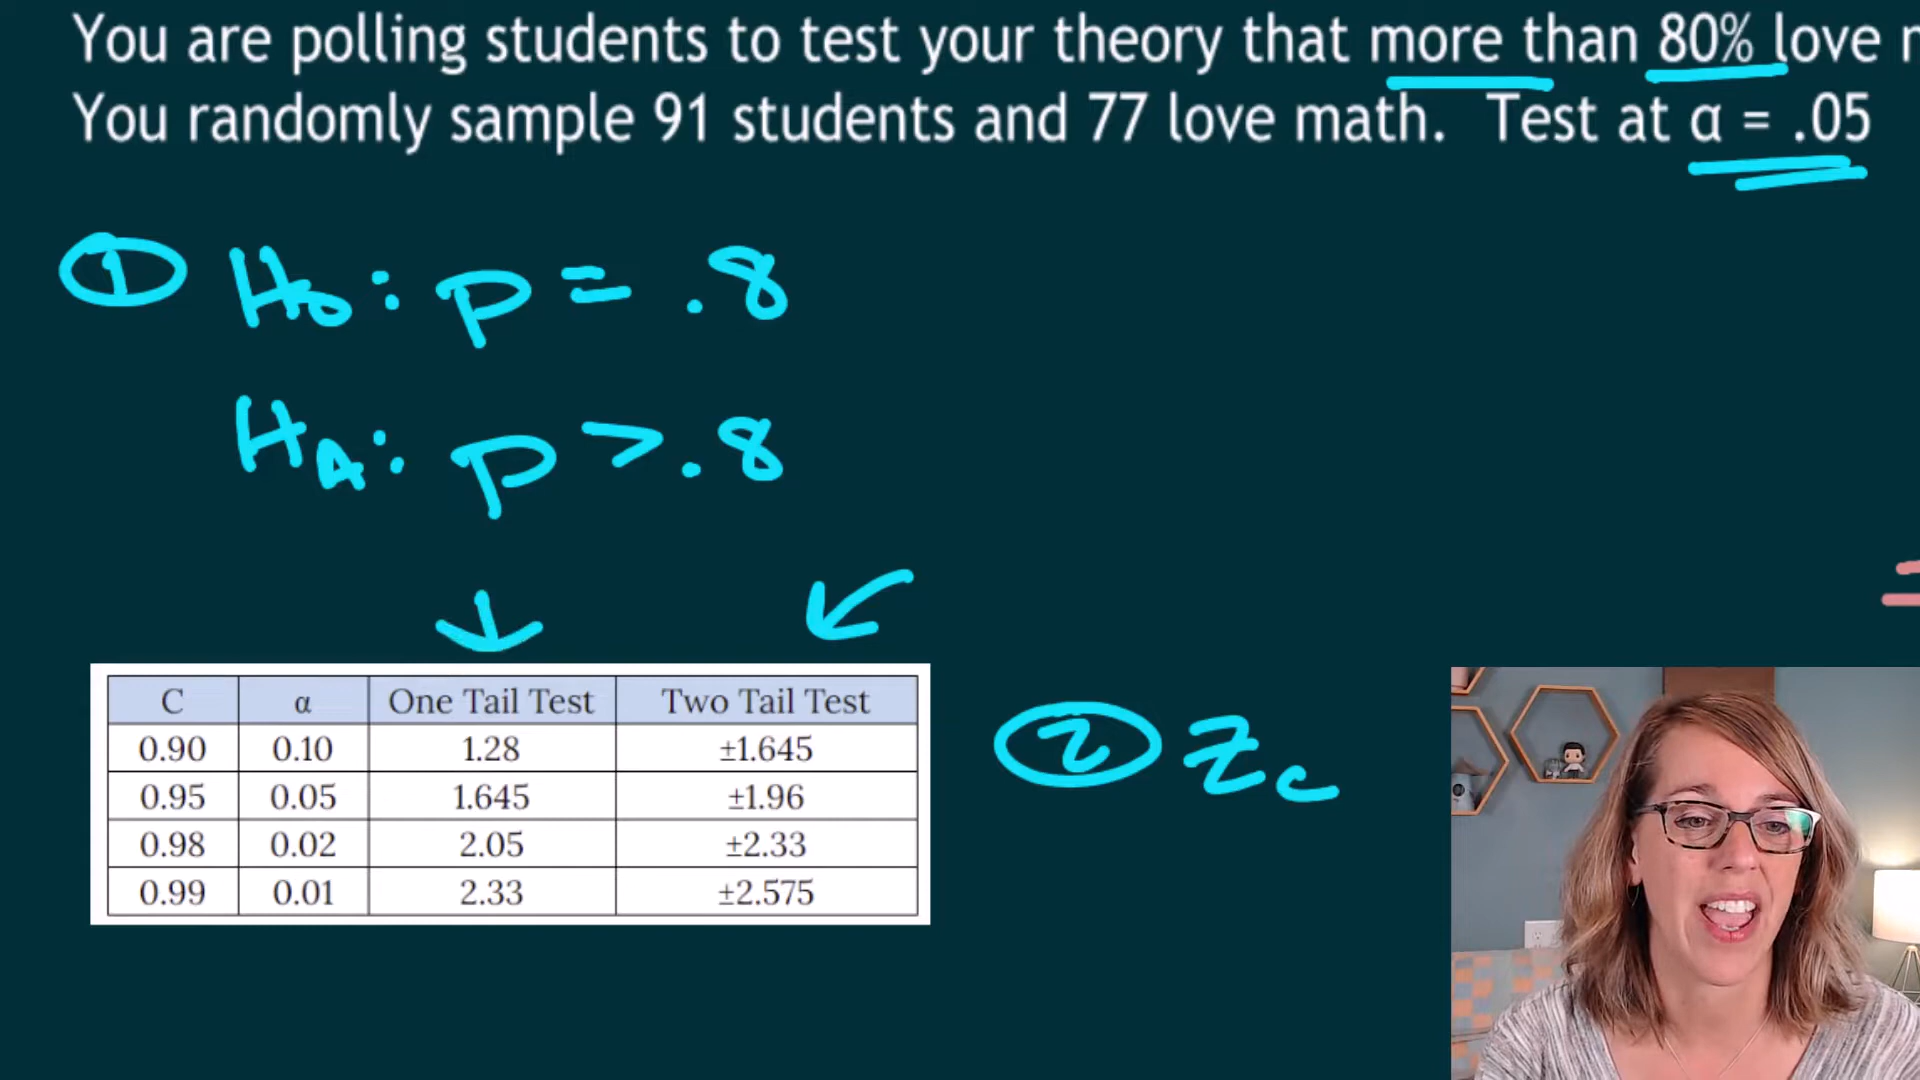 You are polling students to test your theory that more than 80% love
You randomly sample 91 students and 77 love math. Test at α = .05
① H₀: p = .8
Hₐ: p > .8
C α One Tail Test Two Tail Test
0.90 0.10 1.28 ±1.645
0.95 0.05 1.645 ±1.96
0.98 0.02 2.05 ±2.33
0.99 0.01 2.33 ±2.575
② Zc